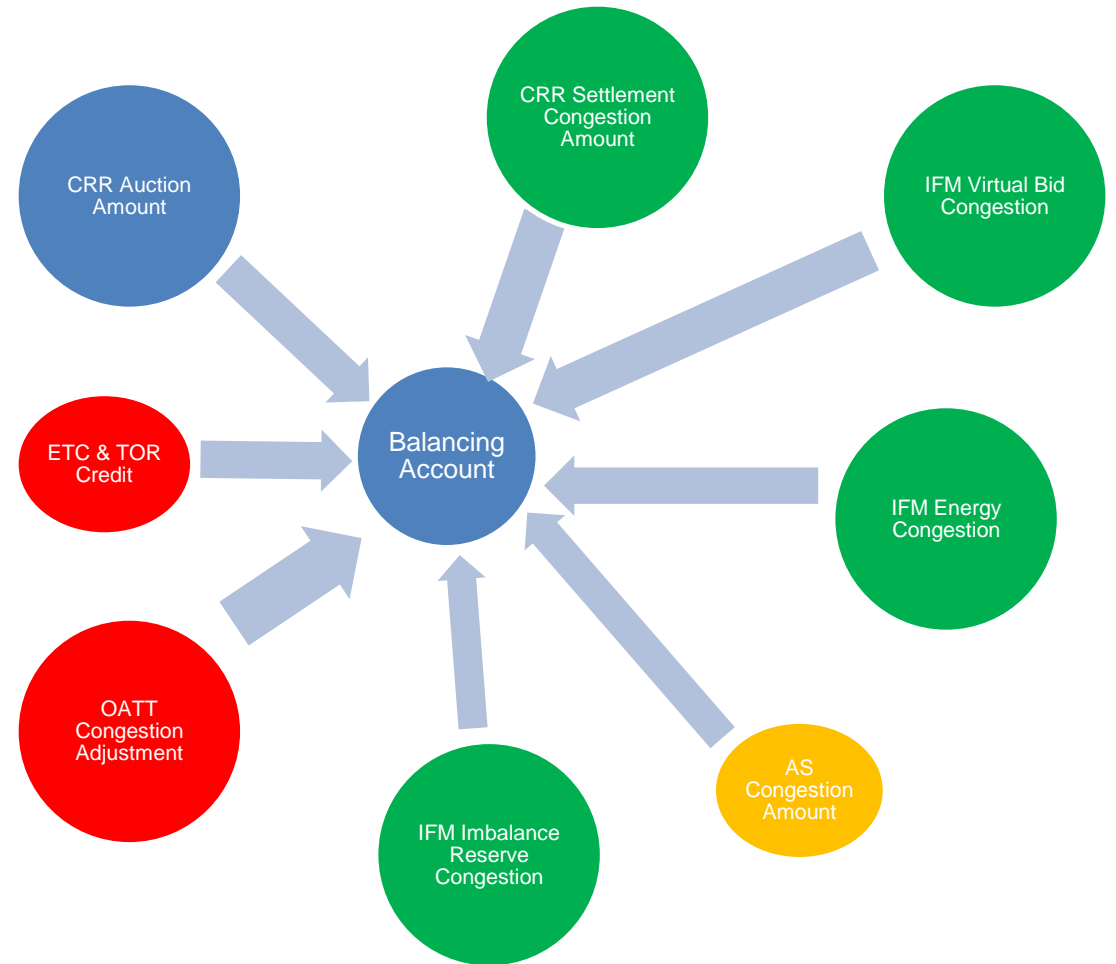 CRR Settlement
Congestion
Amount
CRR Auction
Amount
IFM Virtual Bid
Congestion
Balancing
Account
ETC & TOR
Credit
IFM Energy
Congestion
OATT
Congestion
Adjustment
AS
Congestion
Amount
IFM Imbalance
Reserve
Congestion